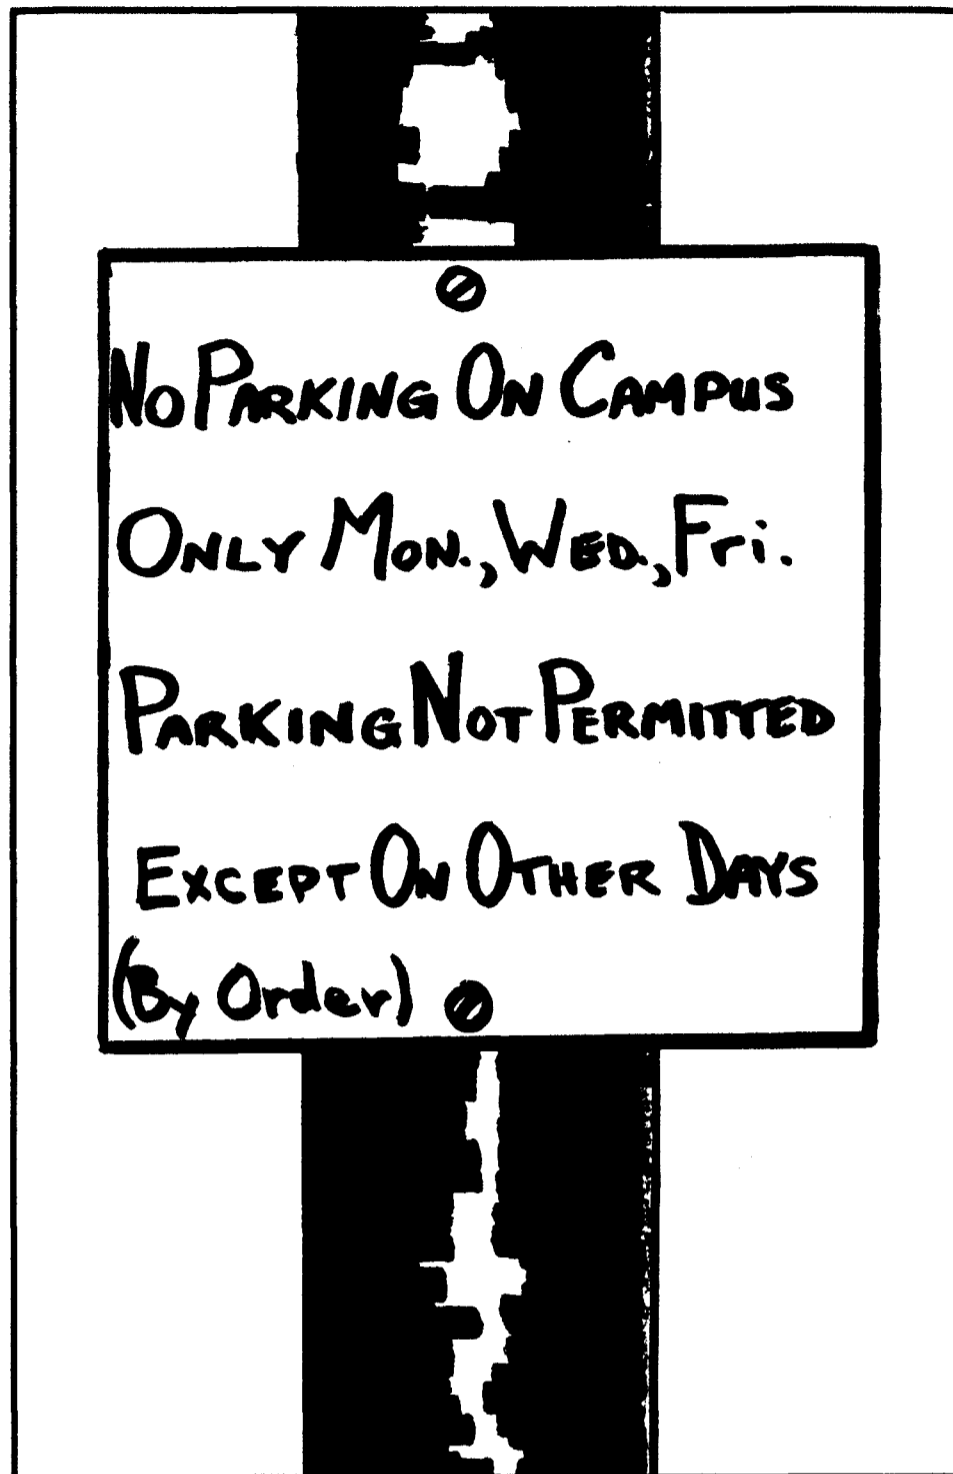 No Parking On Campus
Only Mon., Wed., Fri.
Parking Not Permitted
Except On Other Days
(By Order)